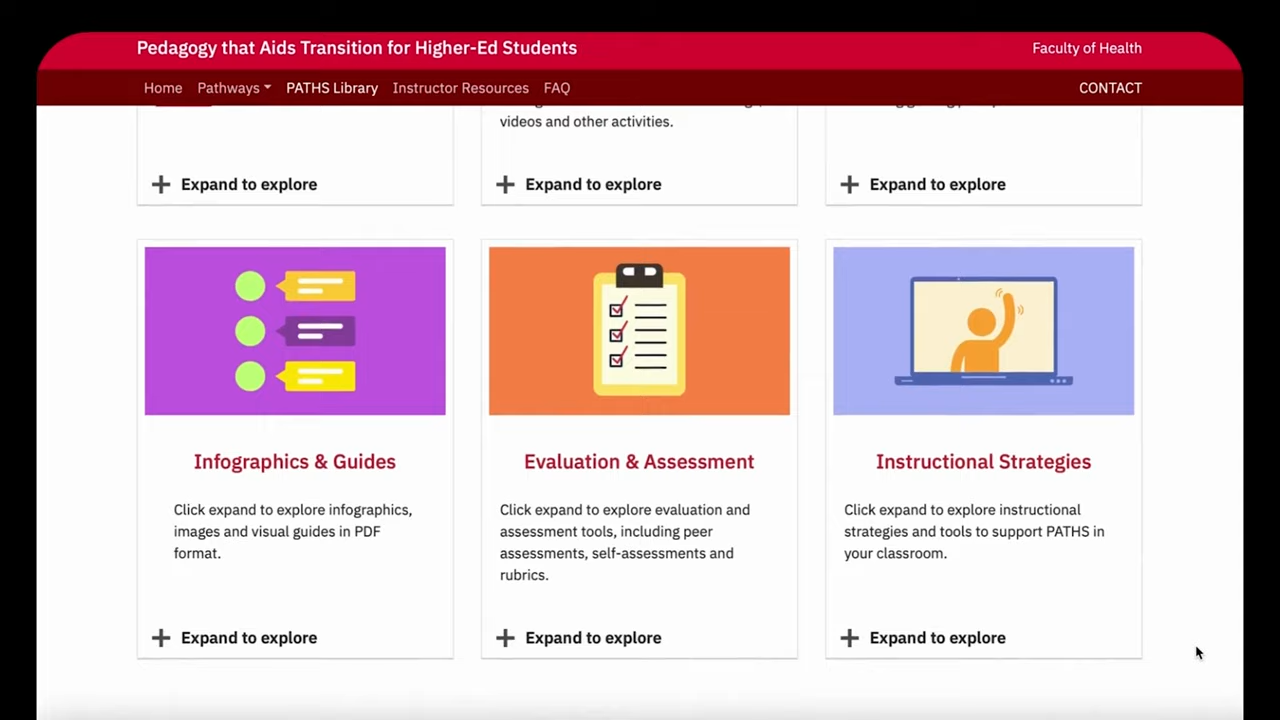 Pedagogy that Aids Transition for Higher-Ed Students
Faculty of Health
Home Pathways PATHS Library Instructor Resources FAQ
CONTACT
videos and other activities.
Expand to explore
Expand to explore
Expand to explore
Infographics & Guides
Click expand to explore infographics,
images and visual guides in PDF
format.
Expand to explore
Evaluation & Assessment
Click expand to explore evaluation and
assessment tools, including peer
assessments, self-assessments and
rubrics.
Expand to explore
Instructional Strategies
Click expand to explore instructional
strategies and tools to support PATHS in
your classroom.
Expand to explore